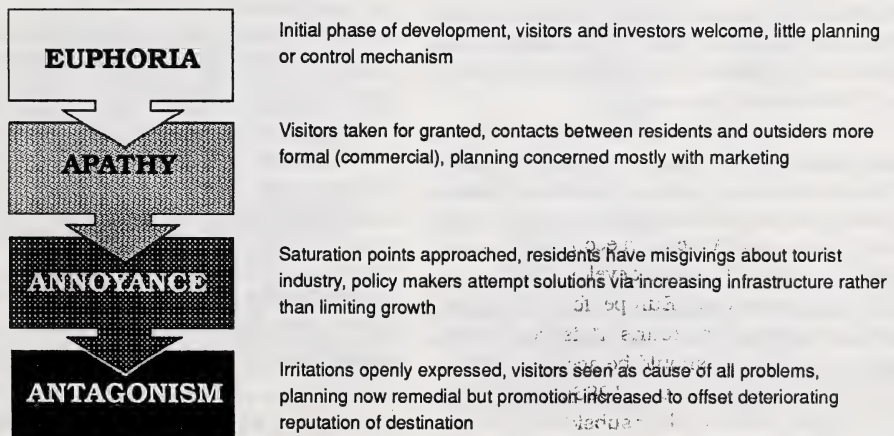 EUPHORIA
Initial phase of development, visitors and investors welcome, little planning
or control mechanism
APATHY
Visitors taken for granted, contacts between residents and outsiders more
formal (commercial), planning concerned mostly with marketing
ANNOYANCE
Saturation points approached, residents have misgivings about tourist
industry, policy makers attempt solutions via increasing infrastructure rather
than limiting growth
ANTAGONISM
Irritations openly expressed, visitors seen as cause of all problems,
planning now remedial but promotion increased to offset deteriorating
reputation of destination